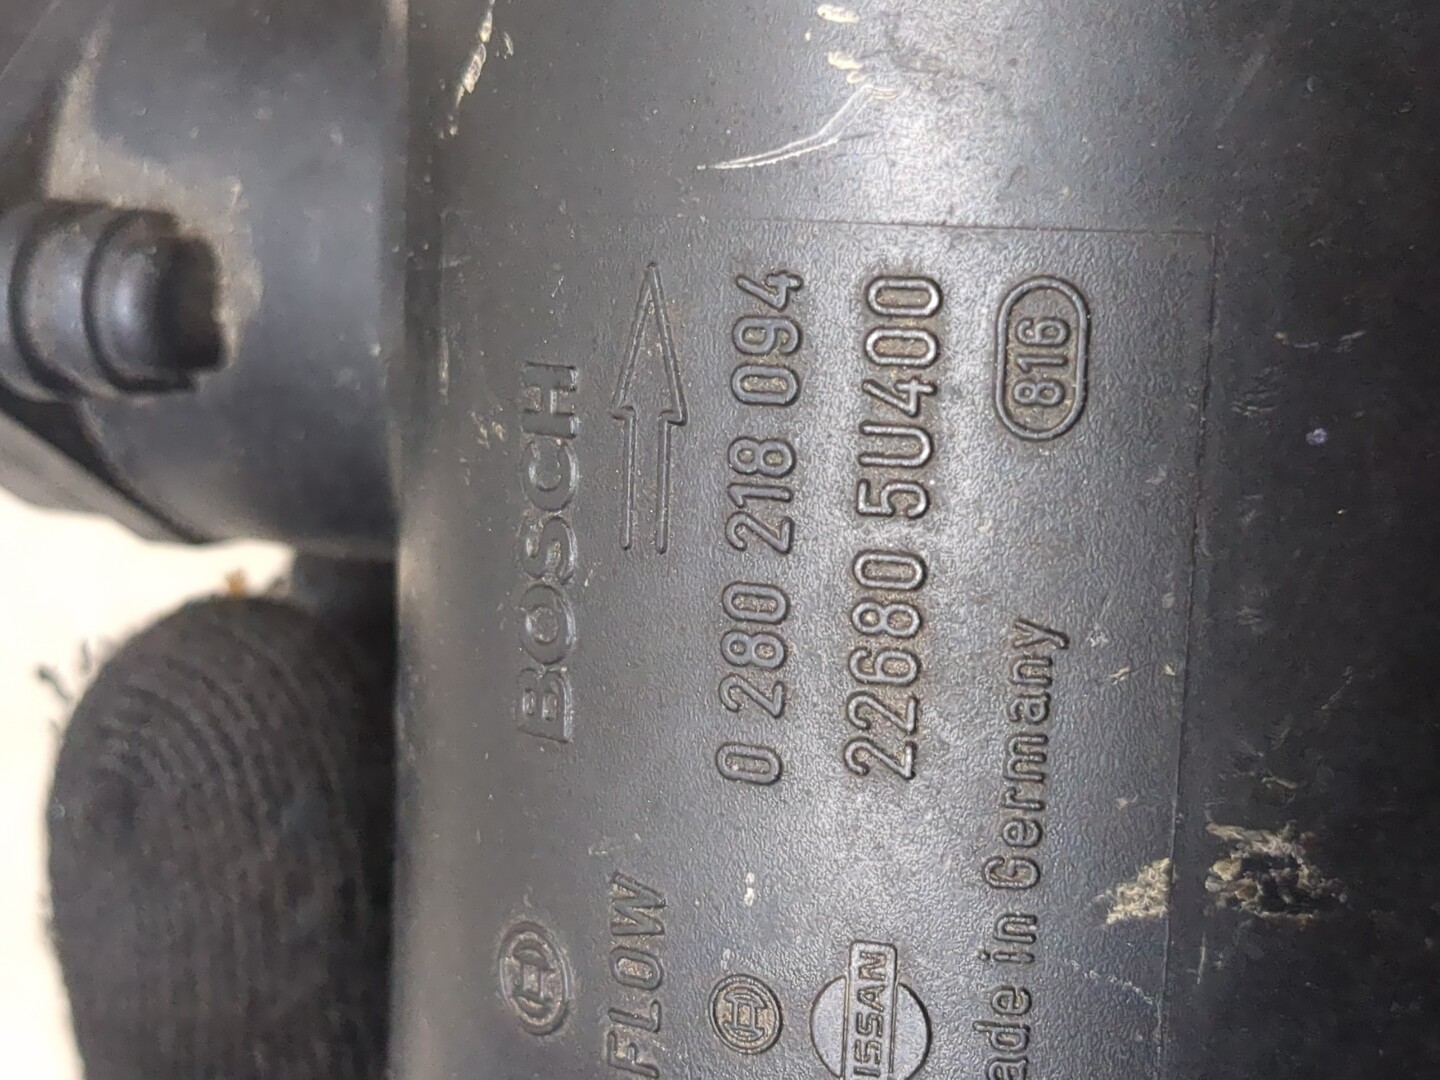 BOSCH
FLOW
0 280 218 094
NISSAN 22680 5U400
Made in Germany 816